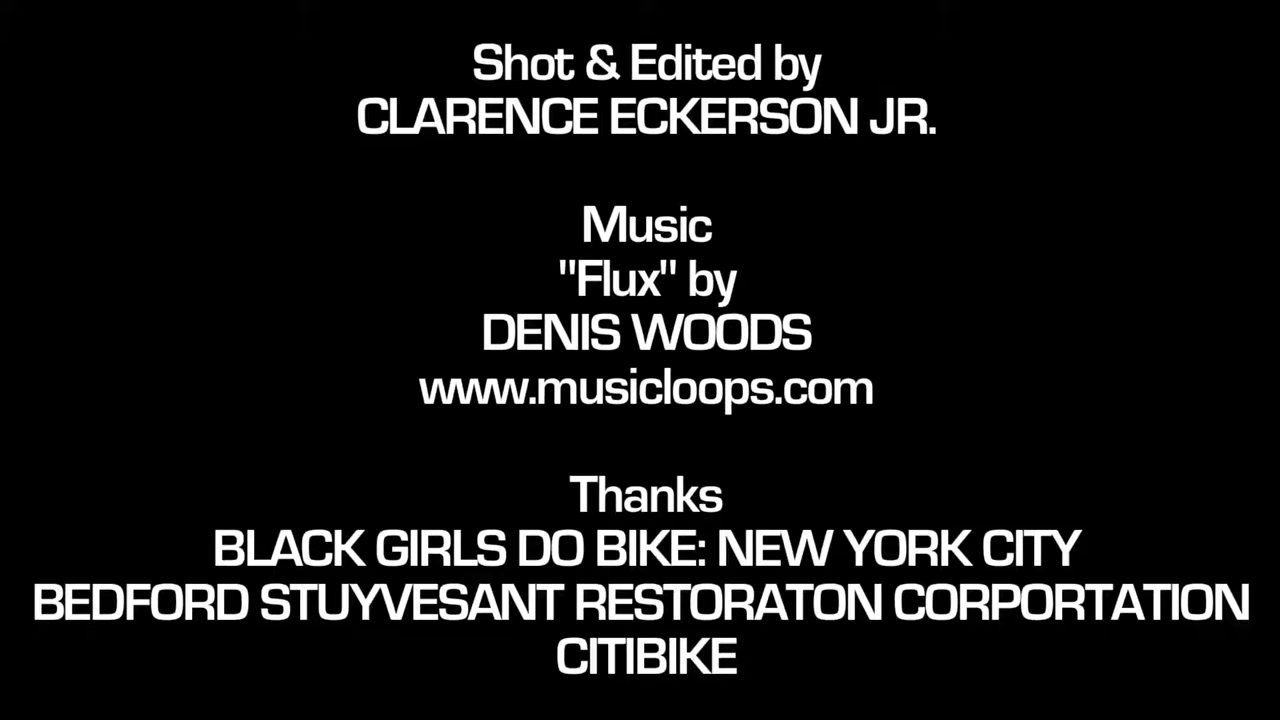 Shot & Edited by
CLARENCE ECKERSON JR.
Music
"Flux" by
DENIS WOODS
www.musicloops.com
Thanks
BLACK GIRLS DO BIKE: NEW YORK CITY
BEDFORD STUYVESANT RESTORATON CORPORTATION
CITIBIKE